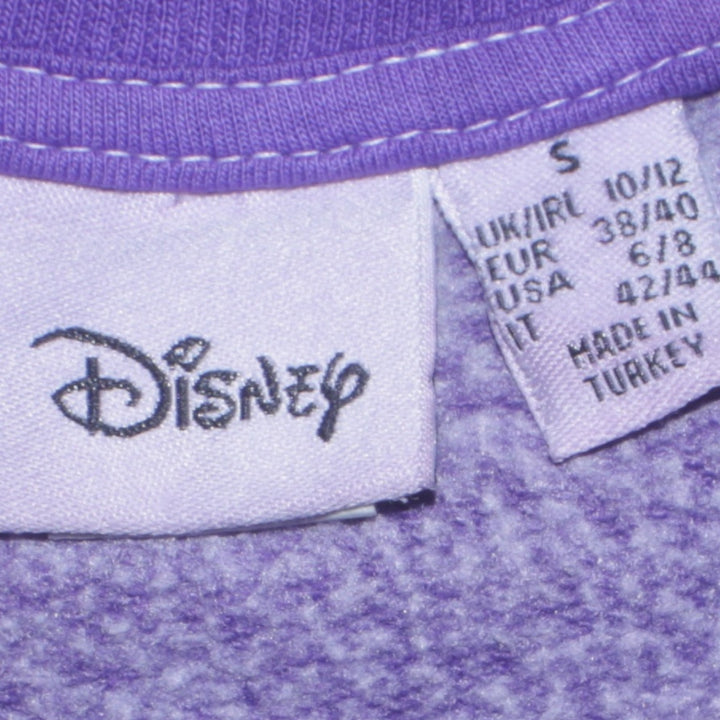 Disney
S
UK/IRL 10/12
EUR 38/40
USA 6/8
IT 42/44
MADE IN
TURKEY